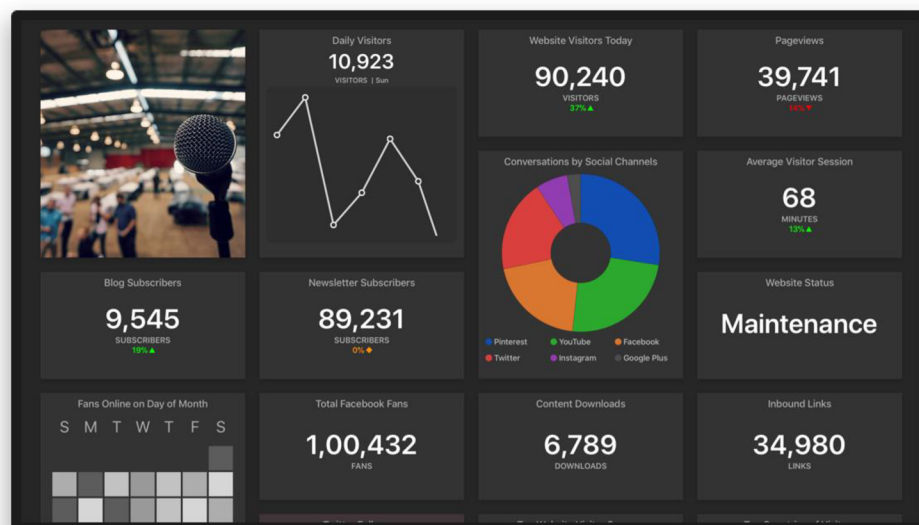 Daily Visitors
10,923
VISITORS | Sun
Website Visitors Today
90,240
VISITORS
37%▲
Pageviews
39,741
PAGEVIEWS
Conversations by Social Channels
Pinterest YouTube Facebook
Twitter Instagram Google Plus
Average Visitor Session
68
MINUTES
13%▲
Blog Subscribers
9,545
SUBSCRIBERS
19%▲
Newsletter Subscribers
89,231
SUBSCRIBERS
0%◆
Website Status
Maintenance
Fans Online on Day of Month
S M T W T F S
Total Facebook Fans
1,00,432
FANS
Content Downloads
6,789
DOWNLOADS
Inbound Links
34,980
LINKS